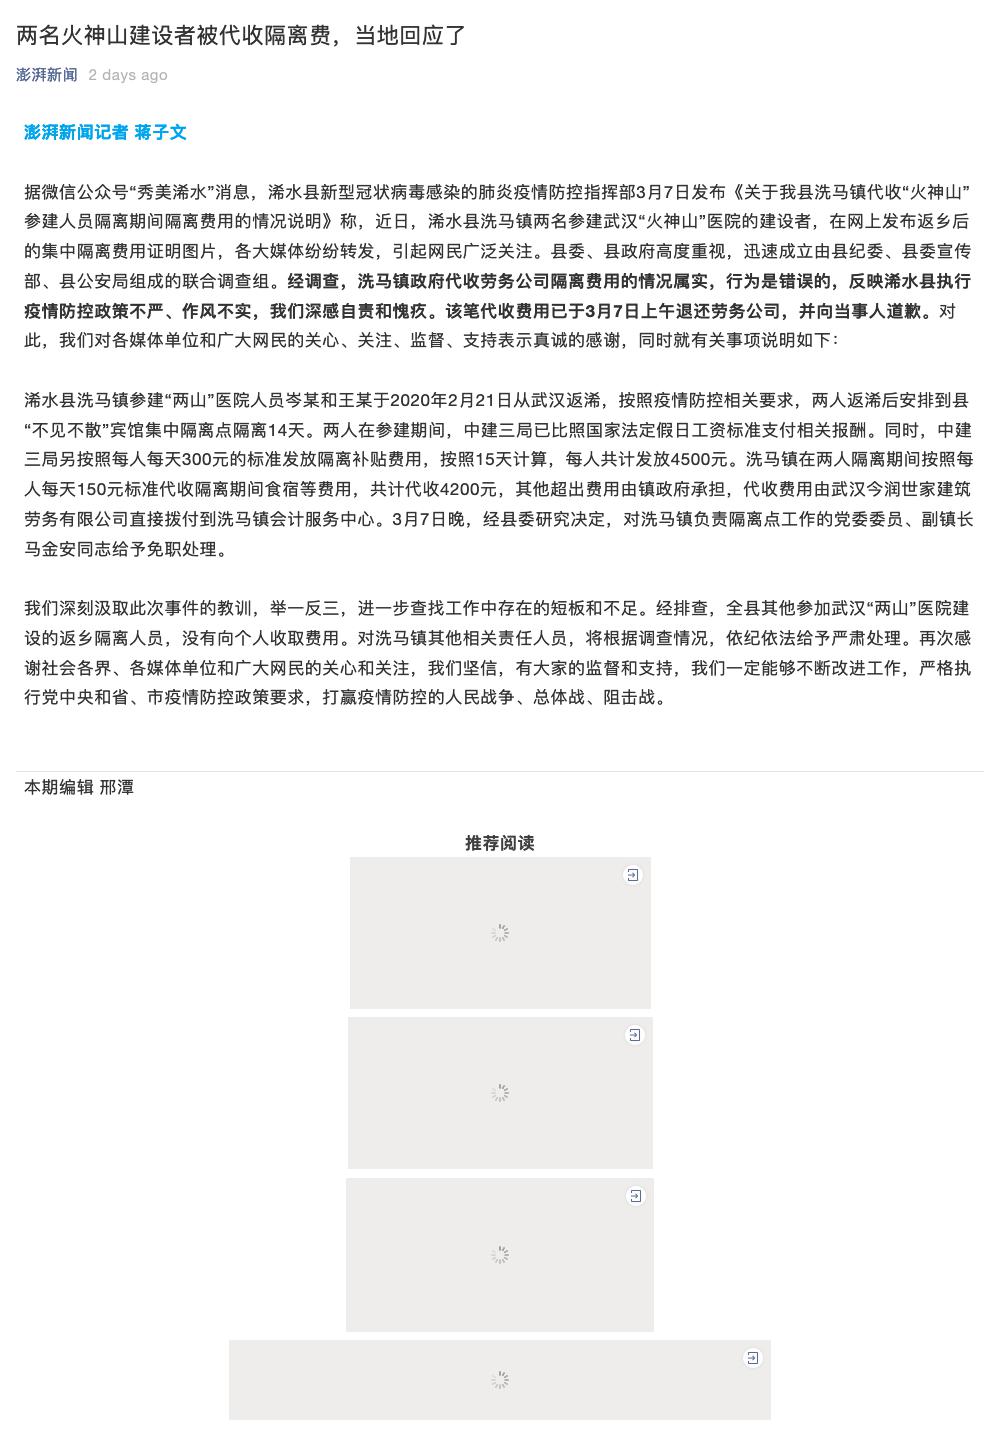 两名火神山建设者被代收隔离费，当地回应了
澎湃新闻 2 days ago
澎湃新闻记者 蒋子文
据微信公众号“秀美浠水”消息，浠水县新型冠状病毒感染的肺炎疫情防控指挥部3月7日发布《关于我县洗马镇代收“火神山”
参建人员隔离期间隔离费用的情况说明》称，近日，浠水县洗马镇两名参建武汉“火神山”医院的建设者，在网上发布返乡后
的集中隔离费用证明图片，各大媒体纷纷转发，引起网民广泛关注。县委、县政府高度重视，迅速成立由县纪委、县委宣传
部、县公安局组成的联合调查组。经调查，洗马镇政府代收劳务公司隔离费用的情况属实，行为是错误的，反映浠水县执行
疫情防控政策不严、作风不实，我们深感自责和愧疚。该笔代收费用已于3月7日上午退还劳务公司，并向当事人道歉。对
此，我们对各媒体单位和广大网民的关心、关注、监督、支持表示真诚的感谢，同时就有关事项说明如下：
浠水县洗马镇参建“两山”医院人员岑某和王某于2020年2月21日从武汉返浠，按照疫情防控相关要求，两人返浠后安排到县
“不见不散”宾馆集中隔离点隔离14天。两人在参建期间，中建三局已比照国家法定假日工资标准支付相关报酬。同时，中建
三局另按照每人每天300元的标准发放隔离补贴费用，按照15天计算，每人共计发放4500元。洗马镇在两人隔离期间按照每
人每天150元标准代收隔离期间食宿等费用，共计代收4200元，其他超出费用由镇政府承担，代收费用由武汉今润世家建筑
劳务有限公司直接拨付到洗马镇会计服务中心。3月7日晚，经县委研究决定，对洗马镇负责隔离点工作的党委委员、副镇长
马金安同志给予免职处理。
我们深刻汲取此次事件的教训，举一反三，进一步查找工作中存在的短板和不足。经排查，全县其他参加武汉“两山”医院建
设的返乡隔离人员，没有向个人收取费用。对洗马镇其他相关责任人员，将根据调查情况，依纪依法给予严肃处理。再次感
谢社会各界、各媒体单位和广大网民的关心和关注，我们坚信，有大家的监督和支持，我们一定能够不断改进工作，严格执
行党中央和省、市疫情防控政策要求，打赢疫情防控的人民战争、总体战、阻击战。
本期编辑 邢潭
推荐阅读